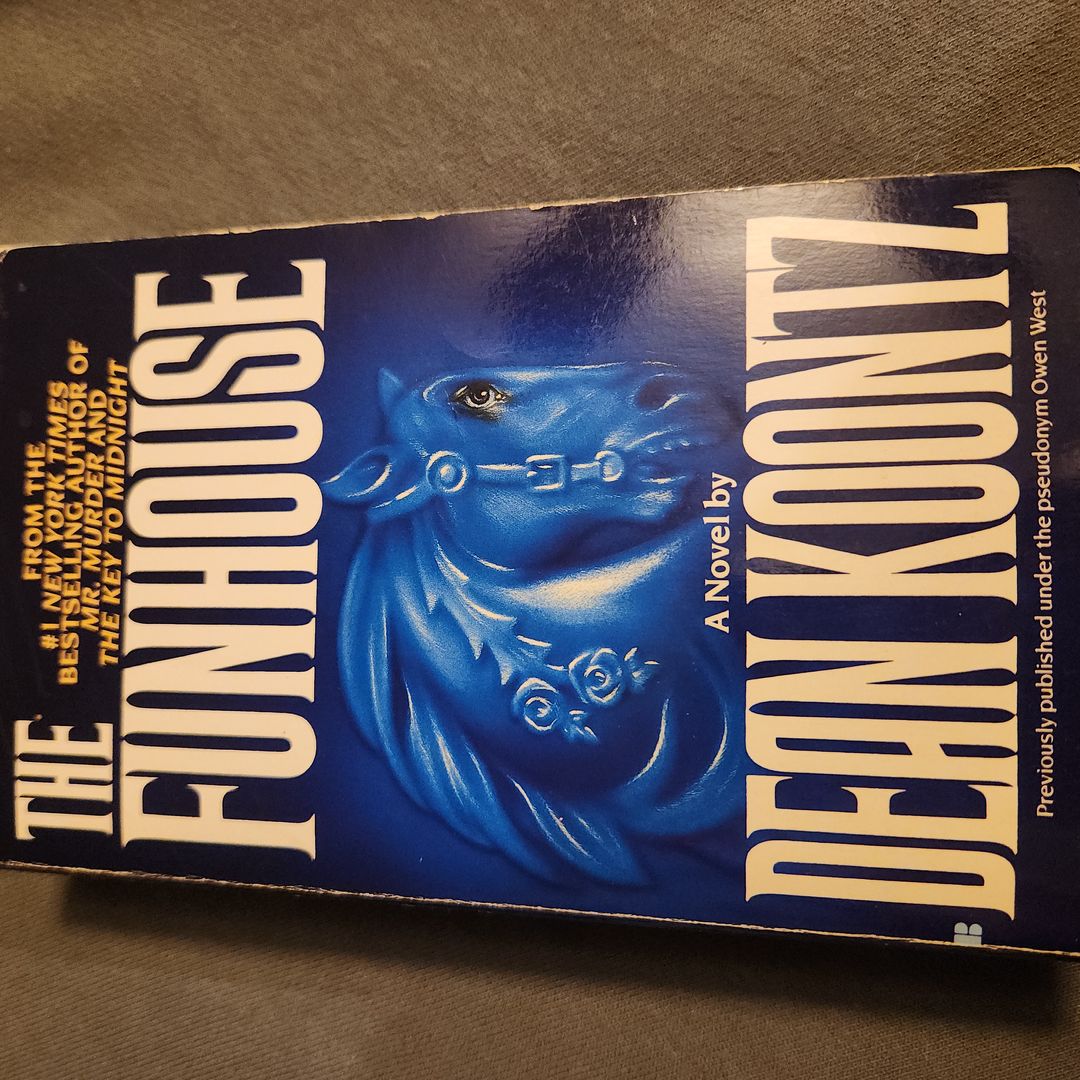 FROM THE
#1 NEW YORK TIMES
BESTSELLING AUTHOR OF
MR. MURDER AND
THE KEY TO MIDNIGHT
THE
FUNHOUSE
A Novel by
DEAN KOONTZ
Previously published under the pseudonym Owen West
B